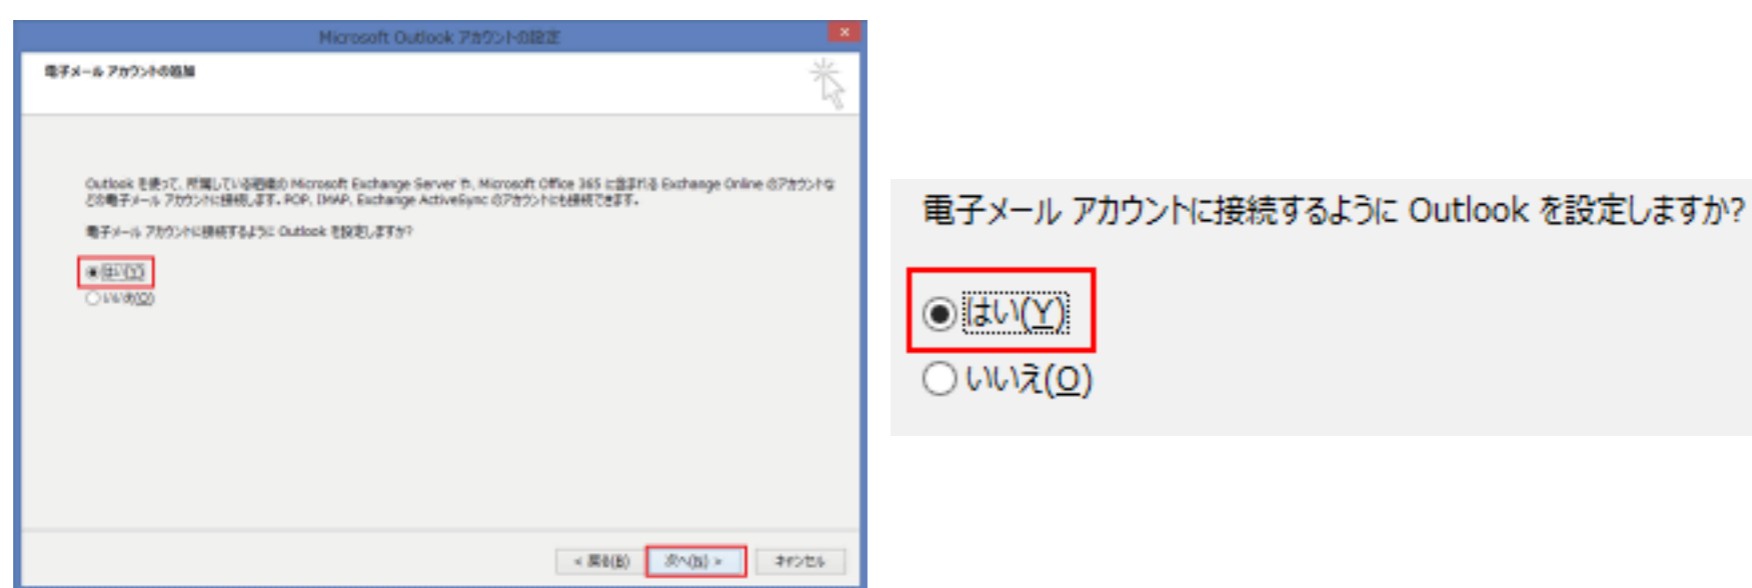 Microsoft Outlook アカウントの設定
電子メール アカウントの追加
Outlook を使って、所属している組織の Microsoft Exchange Server や、Microsoft Office 365 に含まれる Exchange Online のアカウントな
どの電子メール アカウントに接続します。POP、IMAP、Exchange ActiveSync のアカウントにも接続できます。
電子メール アカウントに接続するように Outlook を設定しますか?
はい(Y)
いいえ(O)
< 戻る(B) 次へ(N) > キャンセル
電子メール アカウントに接続するように Outlook を設定しますか?
はい(Y)
いいえ(O)